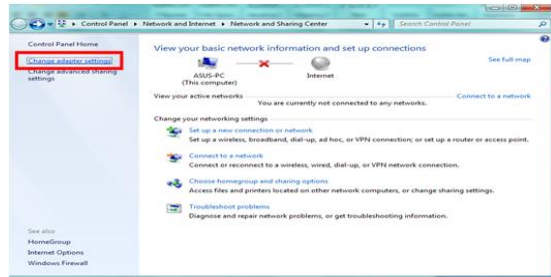 Control Panel ▸ Network and Internet ▸ Network and Sharing Center
Search Control Panel
Control Panel Home
Change adapter settings
Change advanced sharing
settings
View your basic network information and set up connections
See full map
ASUS-PC
(This computer)
Internet
View your active networks
Connect to a network
You are currently not connected to any networks.
Change your networking settings
Set up a new connection or network
Set up a wireless, broadband, dial-up, ad hoc, or VPN connection; or set up a router or access point.
Connect to a network
Connect or reconnect to a wireless, wired, dial-up, or VPN network connection.
Choose homegroup and sharing options
Access files and printers located on other network computers, or change sharing settings.
Troubleshoot problems
Diagnose and repair network problems, or get troubleshooting information.
See also
HomeGroup
Internet Options
Windows Firewall